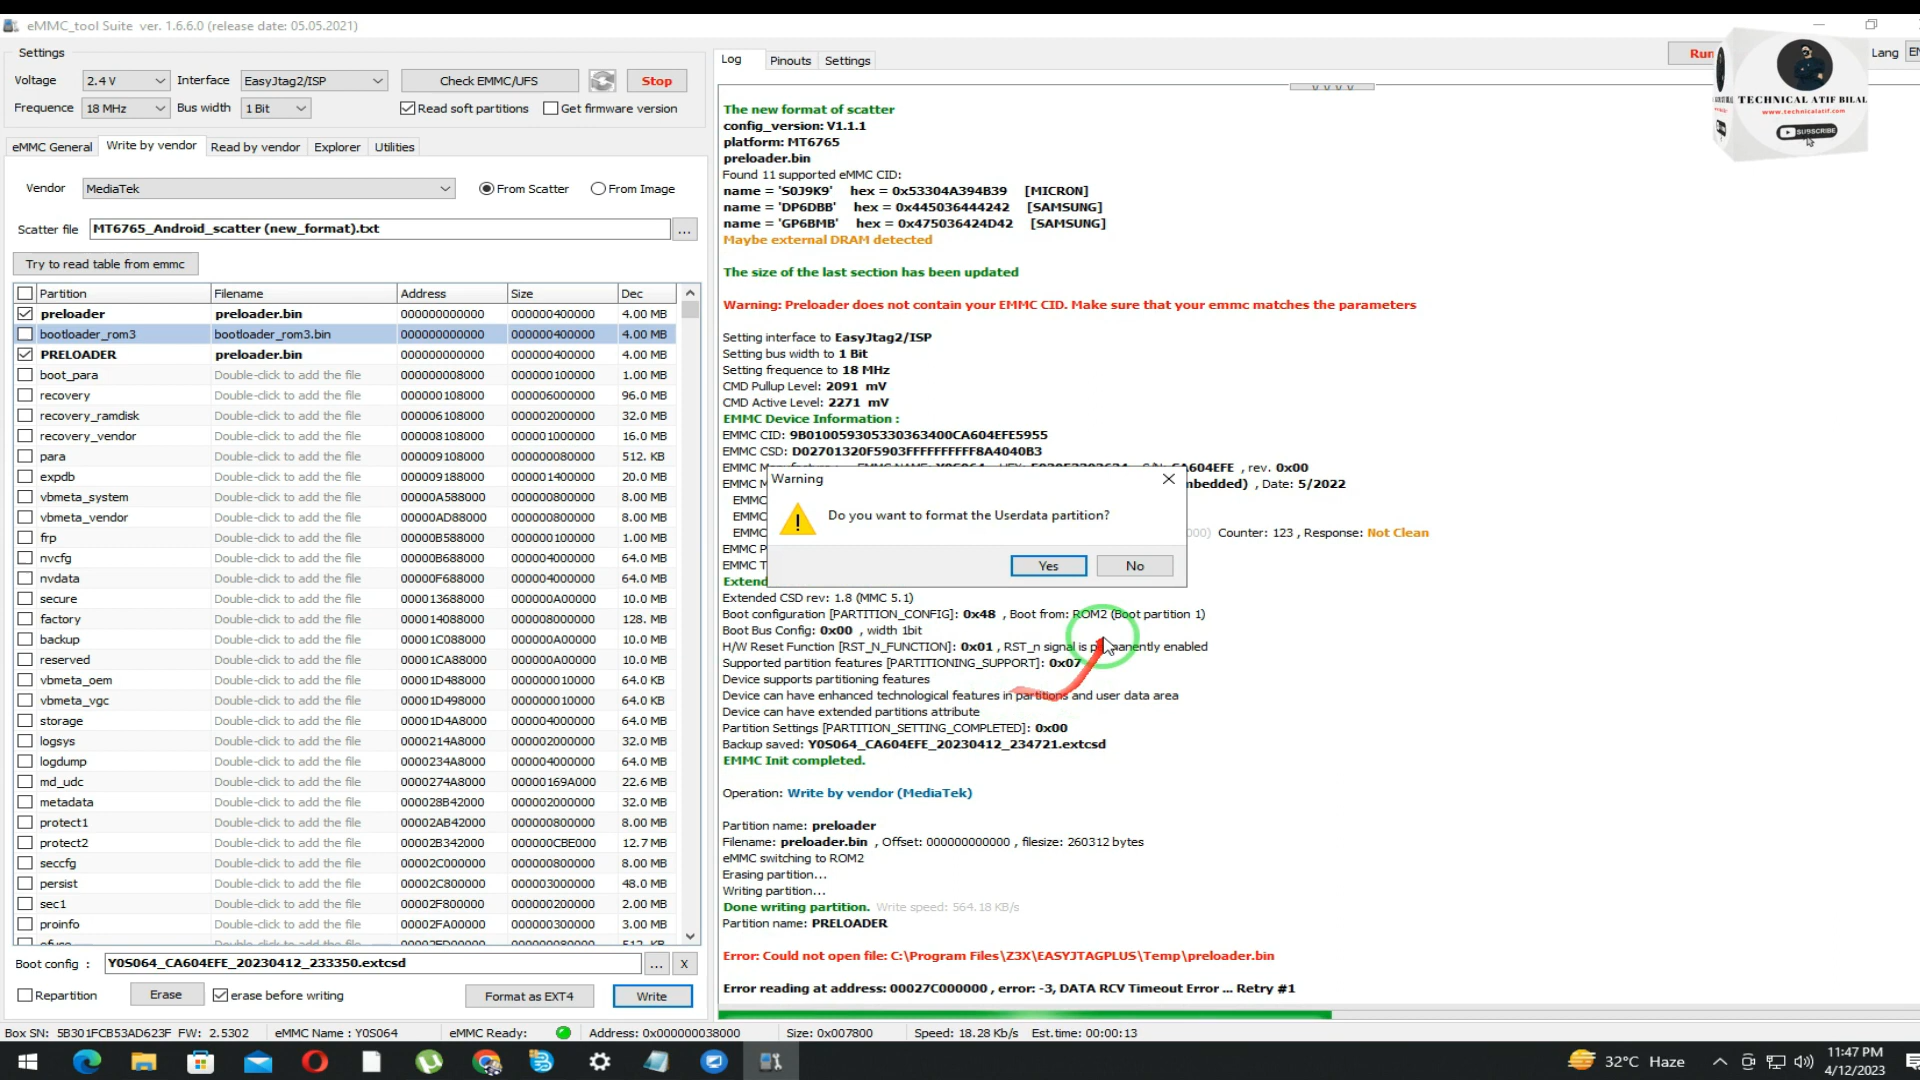 eMMC_tool Suite ver. 1.6.6.0 (release date: 05.05.2021)
Settings
Voltage 2.4 V Interface EasyJtag2/ISP Check EMMC/UFS Stop
Frequence 18 MHz Bus width 1 Bit Read soft partitions Get firmware version
eMMC General Write by vendor Read by vendor Explorer Utilities
Vendor MediaTek From Scatter From Image
Scatter file MT6765_Android_scatter (new_format).txt ...
Try to read table from emmc
Partition Filename Address Size Dec
preloader preloader.bin 000000000000 000000400000 4.00 MB
bootloader_rom3 bootloader_rom3.bin 000000000000 000000400000 4.00 MB
PRELOADER preloader.bin 000000000000 000000400000 4.00 MB
boot_para Double-click to add the file 000000008000 000000100000 1.00 MB
recovery Double-click to add the file 000000108000 000006000000 96.0 MB
recovery_ramdisk Double-click to add the file 000006108000 000002000000 32.0 MB
recovery_vendor Double-click to add the file 000008108000 000001000000 16.0 MB
para Double-click to add the file 000009108000 000000080000 512. KB
expdb Double-click to add the file 000009188000 000001400000 20.0 MB
vbmeta_system Double-click to add the file 00000A588000 000000800000 8.00 MB
vbmeta_vendor Double-click to add the file 00000AD88000 000000800000 8.00 MB
frp Double-click to add the file 00000B588000 000000100000 1.00 MB
nvcfg Double-click to add the file 00000B688000 000004000000 64.0 MB
nvdata Double-click to add the file 00000F688000 000004000000 64.0 MB
secure Double-click to add the file 000013688000 000000A00000 10.0 MB
factory Double-click to add the file 000014088000 000008000000 128. MB
backup Double-click to add the file 00001C088000 000000A00000 10.0 MB
reserved Double-click to add the file 00001CA88000 000000A00000 10.0 MB
vbmeta_oem Double-click to add the file 00001D488000 000000010000 64.0 KB
vbmeta_vgc Double-click to add the file 00001D498000 000000010000 64.0 KB
storage Double-click to add the file 00001D4A8000 000004000000 64.0 MB
logsys Double-click to add the file 0000214A8000 000002000000 32.0 MB
logdump Double-click to add the file 0000234A8000 000004000000 64.0 MB
md_udc Double-click to add the file 0000274A8000 00000169A000 22.6 MB
metadata Double-click to add the file 000028B42000 000002000000 32.0 MB
protect1 Double-click to add the file 00002AB42000 000000800000 8.00 MB
protect2 Double-click to add the file 00002B342000 000000CBE000 12.7 MB
seccfg Double-click to add the file 00002C000000 000000800000 8.00 MB
persist Double-click to add the file 00002C800000 000003000000 48.0 MB
sec1 Double-click to add the file 00002F800000 000000200000 2.00 MB
proinfo Double-click to add the file 00002FA00000 000000300000 3.00 MB
Boot config : Y0S064_CA604EFE_20230412_233350.extcsd ... X
Repartition Erase erase before writing Format as EXT4 Write
Log Pinouts Settings
Lang
TECHNICAL ATIF BILAL
www.technicalatif.com
SUBSCRIBE
The new format of scatter
config_version: V1.1.1
platform: MT6765
preloader.bin
Found 11 supported eMMC CID:
name = 'S0J9K9' hex = 0x53304A394B39 [MICRON]
name = 'DP6DBB' hex = 0x445036444242 [SAMSUNG]
name = 'GP6BMB' hex = 0x475036424D42 [SAMSUNG]
Maybe external DRAM detected
The size of the last section has been updated
Warning: Preloader does not contain your EMMC CID. Make sure that your emmc matches the parameters
Setting interface to EasyJtag2/ISP
Setting bus width to 1 Bit
Setting frequence to 18 MHz
CMD Pullup Level: 2091 mV
CMD Active Level: 2271 mV
EMMC Device Information :
EMMC CID: 9B010059305330363400CA604EFE5955
EMMC CSD: D02701320F5903FFFFFFFFFF8A4040B3
, rev. 0x00
, Date: 5/2022
EMMC
EMMC
EMMC Counter: 123 , Response: Not Clean
EMMC P
EMMC T
Extend
Warning
Do you want to format the Userdata partition?
Yes No
Extended CSD rev: 1.8 (MMC 5.1)
Boot configuration [PARTITION_CONFIG]: 0x48 , Boot from: ROM2 (Boot partition 1)
Boot Bus Config: 0x00 , width 1bit
H/W Reset Function [RST_N_FUNCTION]: 0x01 , RST_n signal is permanently enabled
Supported partition features [PARTITIONING_SUPPORT]: 0x07
Device supports partitioning features
Device can have enhanced technological features in partitions and user data area
Device can have extended partitions attribute
Partition Settings [PARTITION_SETTING_COMPLETED]: 0x00
Backup saved: Y0S064_CA604EFE_20230412_234721.extcsd
EMMC Init completed.
Operation: Write by vendor (MediaTek)
Partition name: preloader
Filename: preloader.bin , Offset: 000000000000 , filesize: 260312 bytes
eMMC switching to ROM2
Erasing partition...
Writing partition...
Done writing partition. Write speed: 564.18 KB/s
Partition name: PRELOADER
Error: Could not open file: C:\Program Files\Z3X\EASYJTAGPLUS\Temp\preloader.bin
Error reading at address: 00027C000000 , error: -3, DATA RCV Timeout Error ... Retry #1
Box SN: 5B301FCB53AD623F FW: 2.5302 eMMC Name : Y0S064 eMMC Ready: Address: 0x000000038000 Size: 0x007800 Speed: 18.28 Kb/s Est.time: 00:00:13
32°C Haze 11:47 PM
4/12/2023